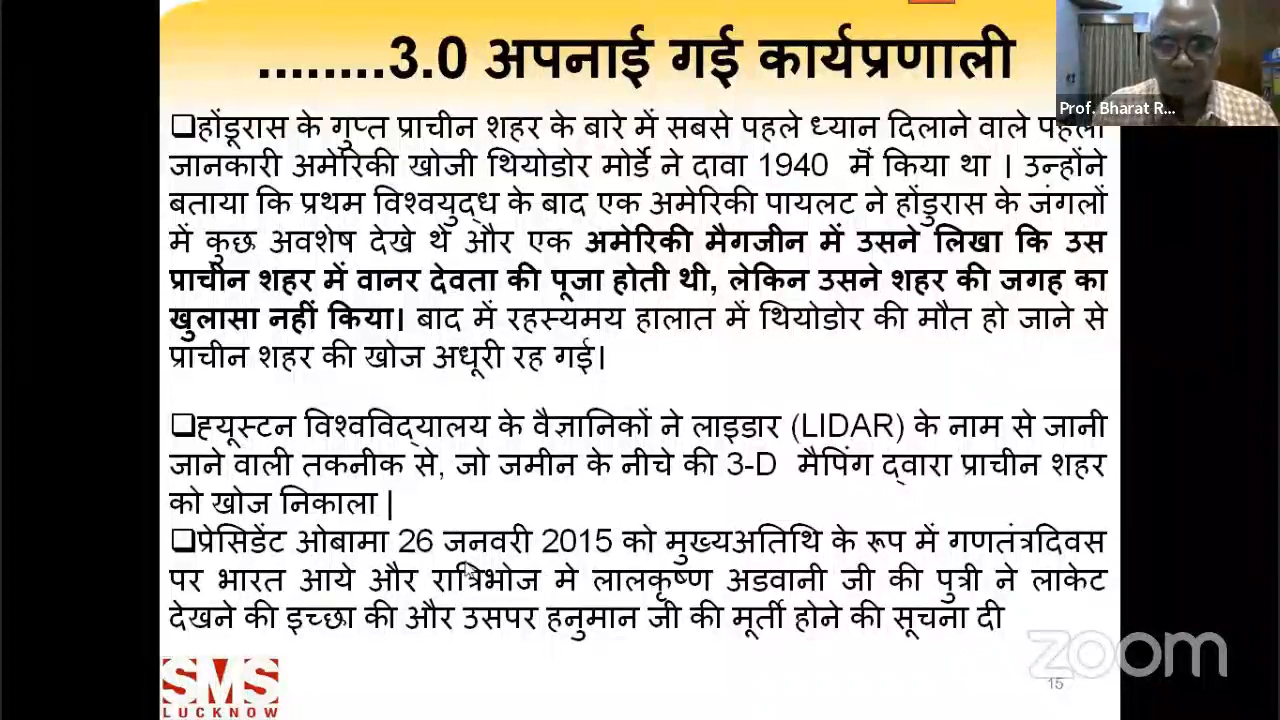 ........3.0 अपनाई गई कार्यप्रणाली
Prof. Bharat R...
❑होंडूरास के गुप्त प्राचीन शहर के बारे में सबसे पहले ध्यान दिलाने वाले पहली
जानकारी अमेरिकी खोजी थियोडोर मोर्डे ने दावा 1940 में किया था । उन्होंने
बताया कि प्रथम विश्वयुद्ध के बाद एक अमेरिकी पायलट ने होंडुरास के जंगलों
में कुछ अवशेष देखे थे और एक अमेरिकी मैगजीन में उसने लिखा कि उस
प्राचीन शहर में वानर देवता की पूजा होती थी, लेकिन उसने शहर की जगह का
खुलासा नहीं किया। बाद में रहस्यमय हालात में थियोडोर की मौत हो जाने से
प्राचीन शहर की खोज अधूरी रह गई।
❑ह्यूस्टन विश्वविद्यालय के वैज्ञानिकों ने लाइडार (LIDAR) के नाम से जानी
जाने वाली तकनीक से, जो जमीन के नीचे की 3-D मैपिंग द्वारा प्राचीन शहर
को खोज निकाला |
❑प्रेसिडेंट ओबामा 26 जनवरी 2015 को मुख्यअतिथि के रूप में गणतंत्रदिवस
पर भारत आये और रात्रिभोज मे लालकृष्ण अडवानी जी की पुत्री ने लाकेट
देखने की इच्छा की और उसपर हनुमान जी की मूर्ती होने की सूचना दी
zoom
15
SMS
LUCKNOW